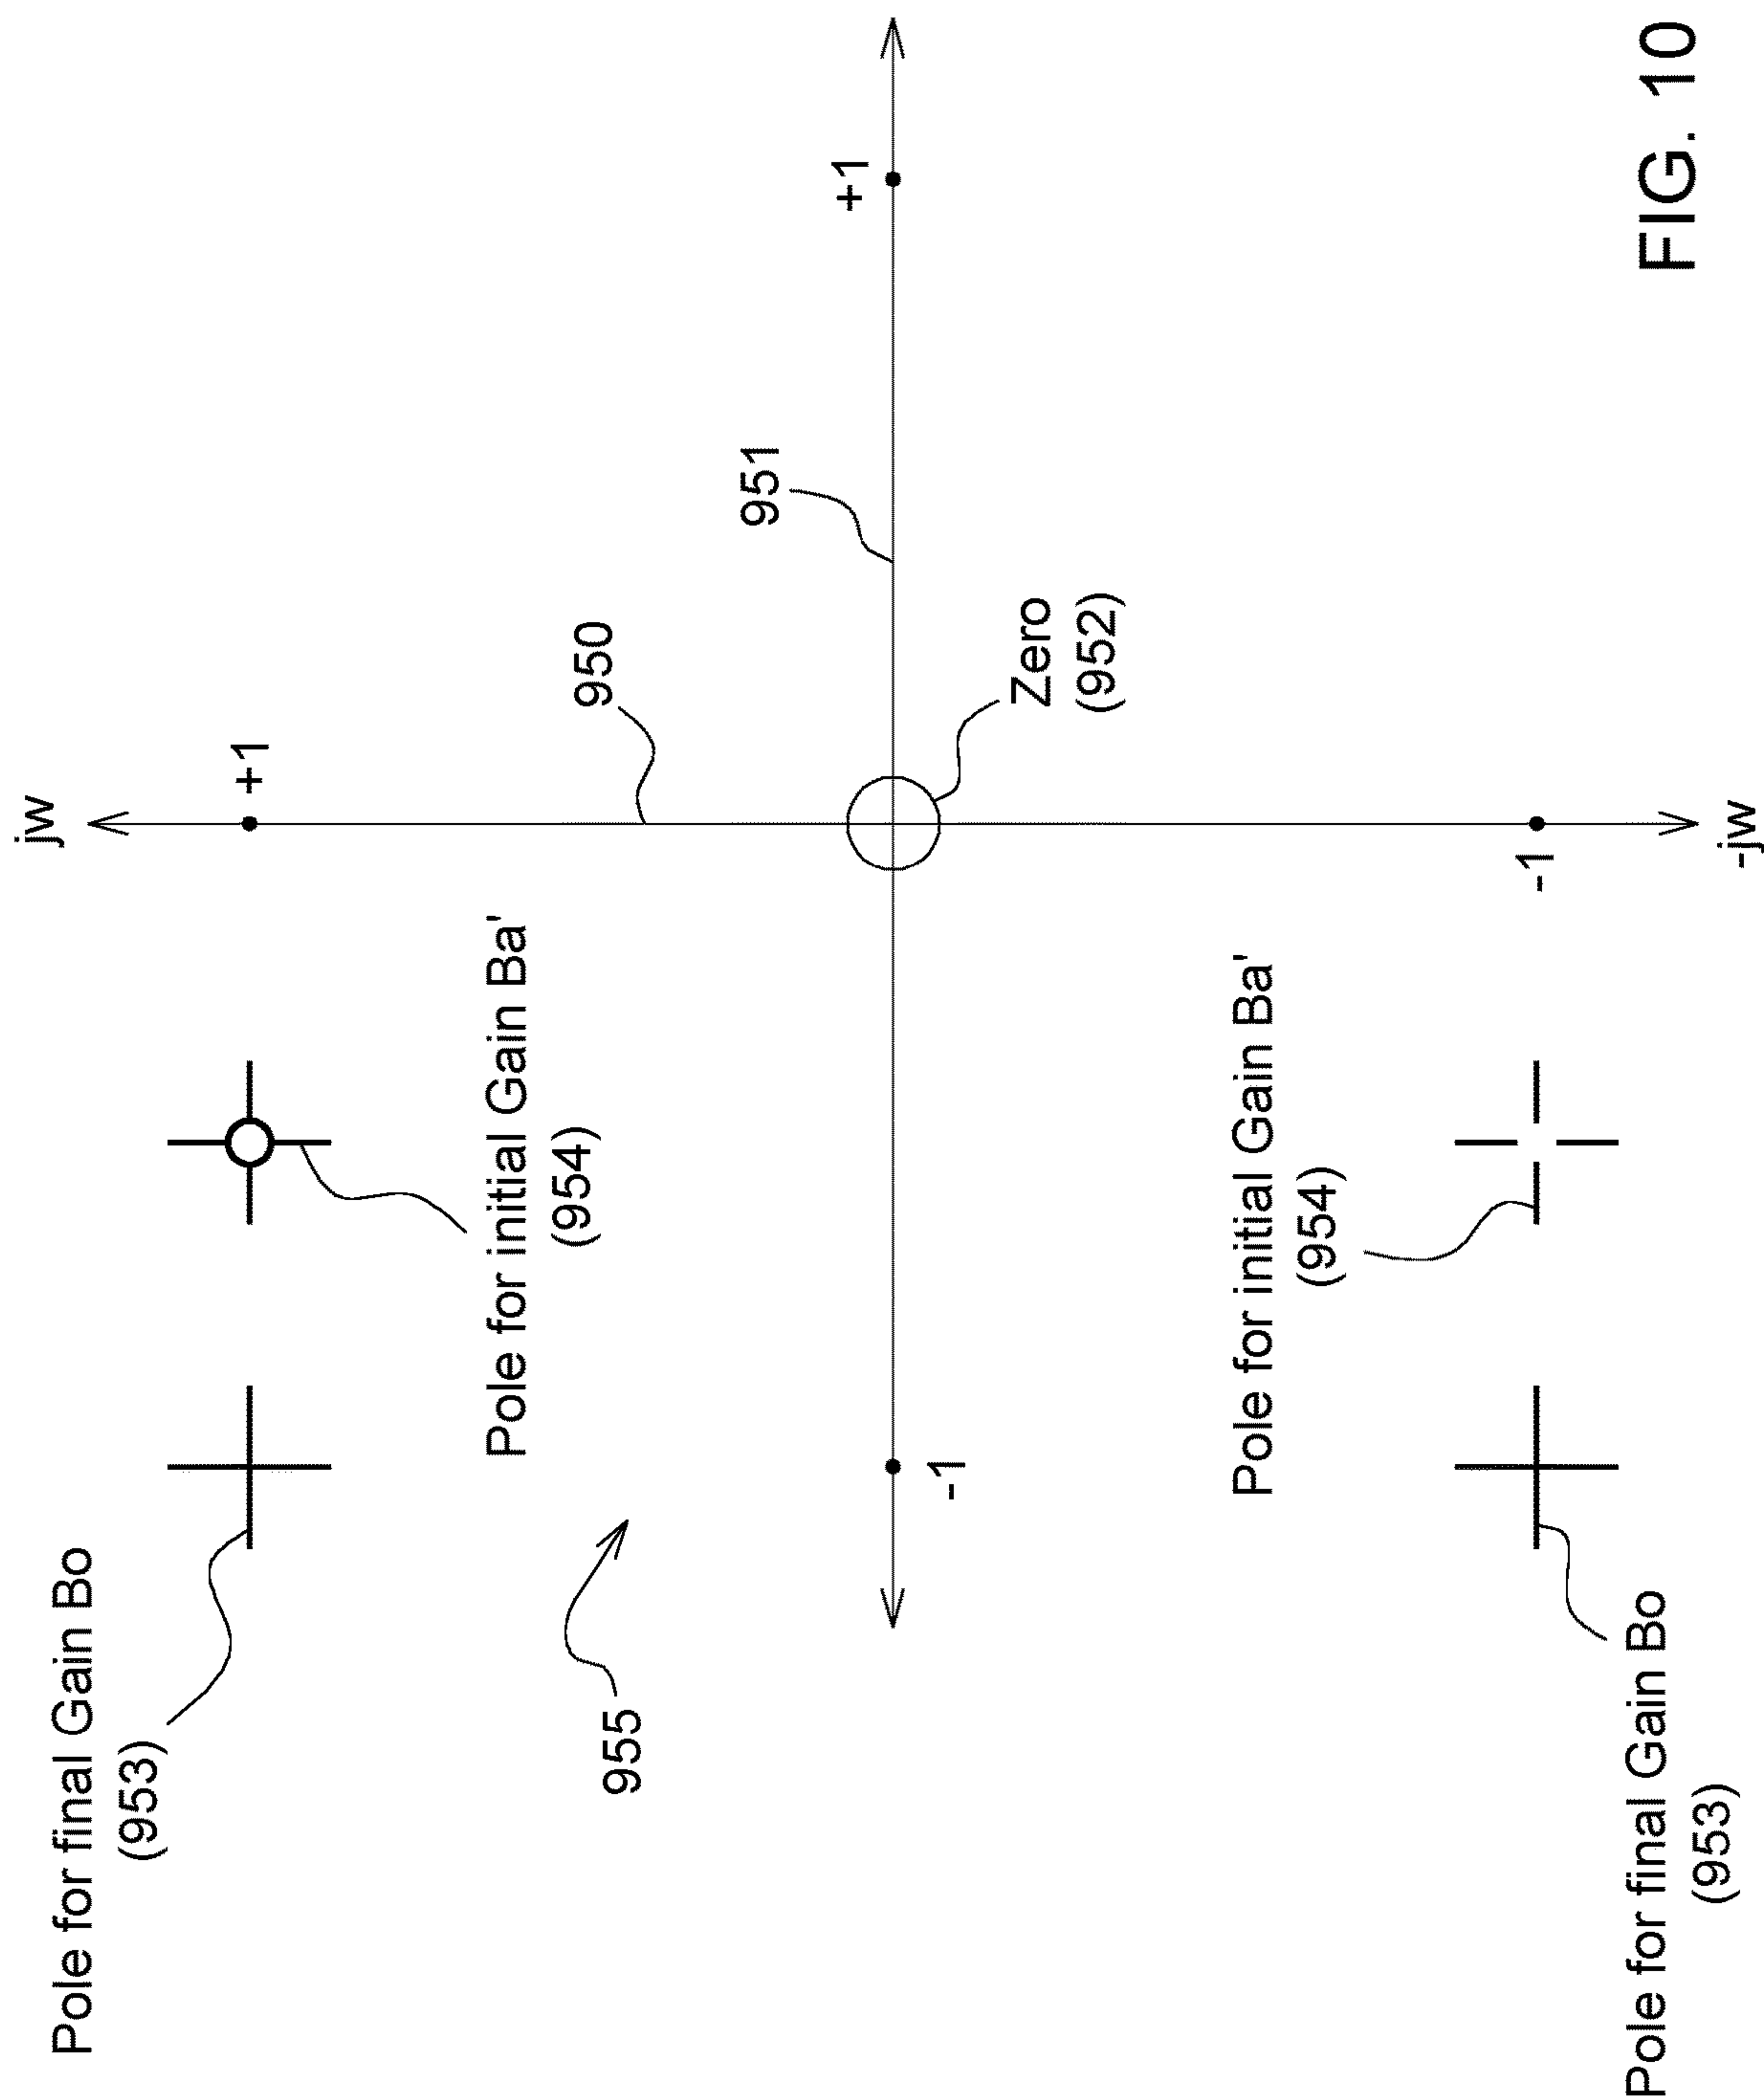 jw
+1
950
951
+1
Zero
(952)
Pole for final Gain Bo
(953)
Pole for initial Gain Ba'
(954)
955
-1
Pole for initial Gain Ba'
(954)
Pole for final Gain Bo
(953)
-1
-jw
FIG. 10